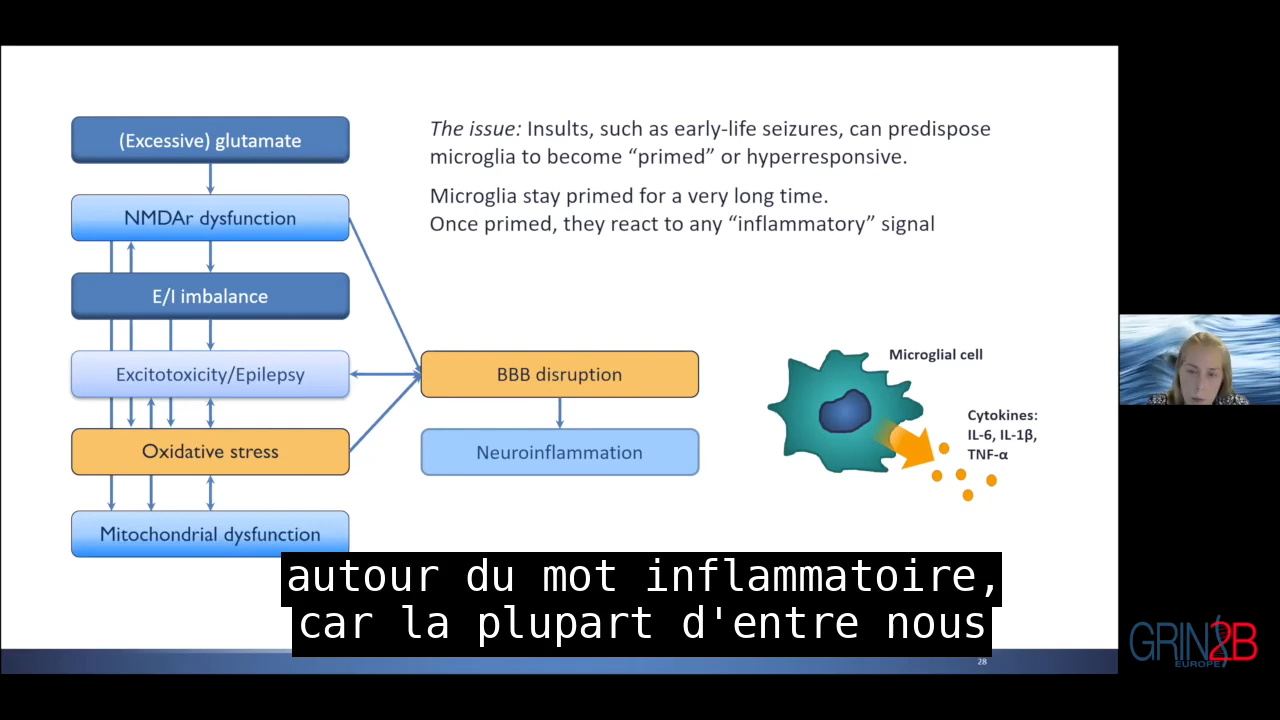 (Excessive) glutamate
NMDAr dysfunction
E/I imbalance
Excitotoxicity/Epilepsy
Oxidative stress
Mitochondrial dysfunction
The issue: Insults, such as early-life seizures, can predispose
microglia to become “primed” or hyperresponsive.
Microglia stay primed for a very long time.
Once primed, they react to any “inflammatory” signal
BBB disruption
Neuroinflammation
Microglial cell
Cytokines:
IL-6, IL-1β,
TNF-α
autour du mot inflammatoire,
car la plupart d'entre nous
28
GRIN2B
EUROPE